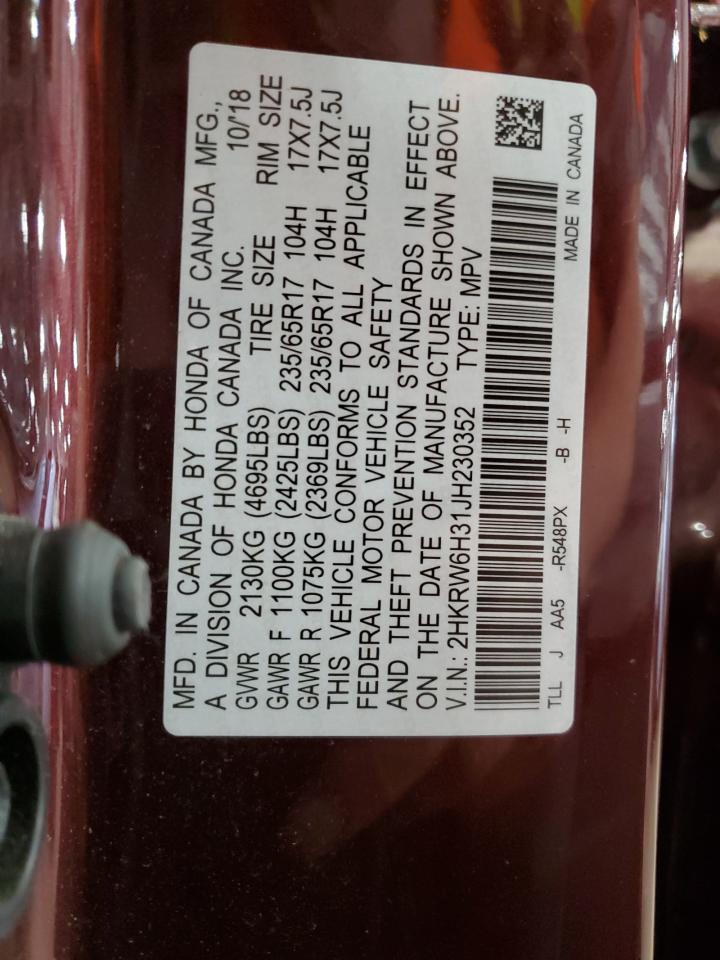 MFD. IN CANADA BY HONDA OF CANADA MFG.,
A DIVISION OF HONDA CANADA INC. 10/'18
GVWR 2130KG (4695LBS) TIRE SIZE RIM SIZE
GAWR F 1100KG (2425LBS) 235/65R17 104H 17X7.5J
GAWR R 1075KG (2369LBS) 235/65R17 104H 17X7.5J
THIS VEHICLE CONFORMS TO ALL APPLICABLE
FEDERAL MOTOR VEHICLE SAFETY
AND THEFT PREVENTION STANDARDS IN EFFECT
ON THE DATE OF MANUFACTURE SHOWN ABOVE.
V.I.N.: 2HKRW6H31JH230352 TYPE: MPV
TLL J AA5 -R548PX -B -H MADE IN CANADA